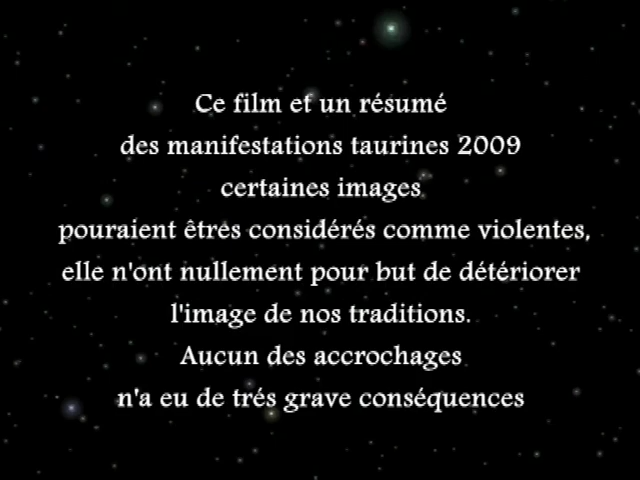 Ce film et un résumé
des manifestations taurines 2009
certaines images
pouraient êtres considérés comme violentes,
elle n'ont nullement pour but de détériorer
l'image de nos traditions.
Aucun des accrochages
n'a eu de trés grave conséquences